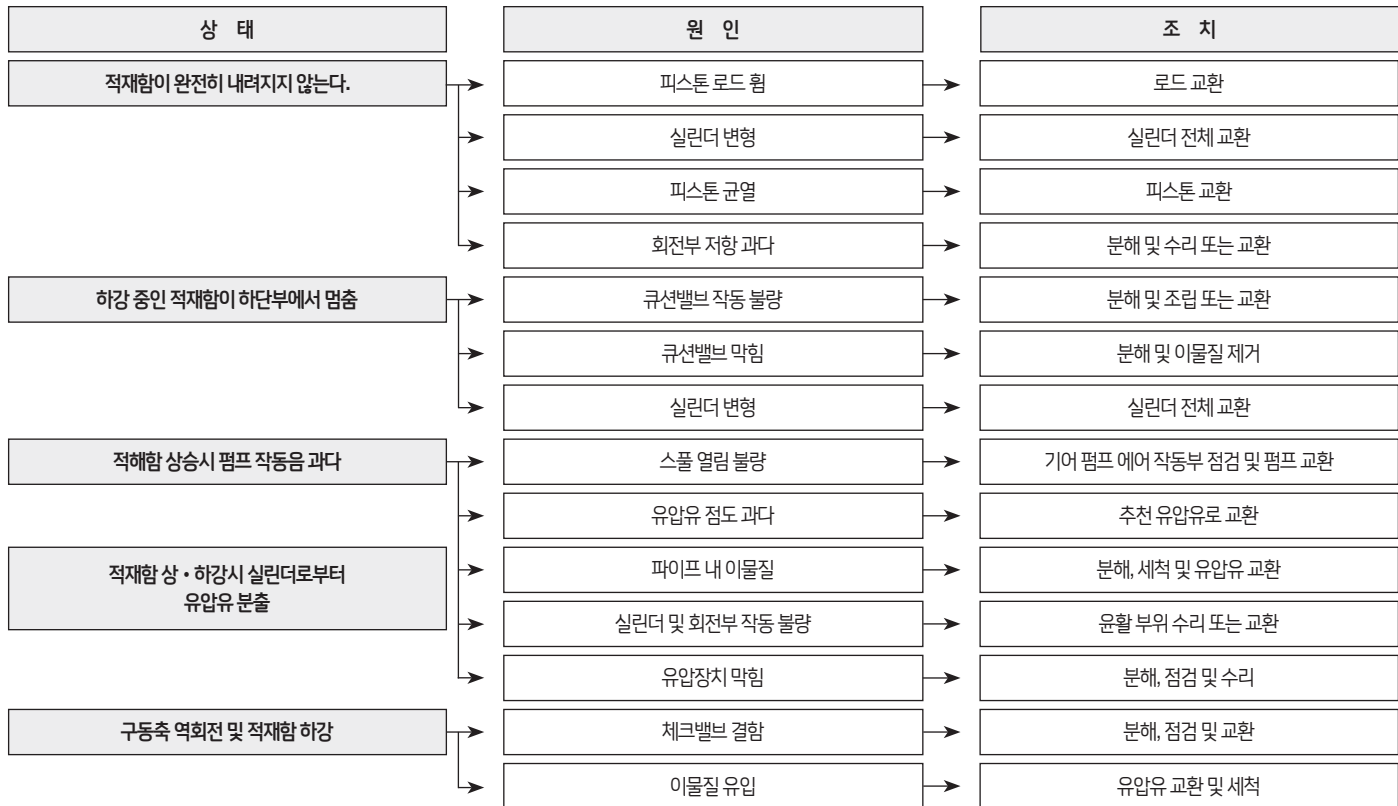 상 태
원 인
조 치
적재함이 완전히 내려지지 않는다.
피스톤 로드 휨
로드 교환
실린더 변형
실린더 전체 교환
피스톤 균열
피스톤 교환
회전부 저항 과다
분해 및 수리 또는 교환
하강 중인 적재함이 하단부에서 멈춤
큐션밸브 작동 불량
분해 및 조립 또는 교환
큐션밸브 막힘
분해 및 이물질 제거
실린더 변형
실린더 전체 교환
적해함 상승시 펌프 작동음 과다
스풀 열림 불량
기어 펌프 에어 작동부 점검 및 펌프 교환
유압유 점도 과다
추천 유압유로 교환
적재함 상・하강시 실린더로부터
유압유 분출
파이프 내 이물질
분해, 세척 및 유압유 교환
실린더 및 회전부 작동 불량
윤활 부위 수리 또는 교환
유압장치 막힘
분해, 점검 및 수리
구동축 역회전 및 적재함 하강
체크밸브 결함
분해, 점검 및 교환
이물질 유입
유압유 교환 및 세척